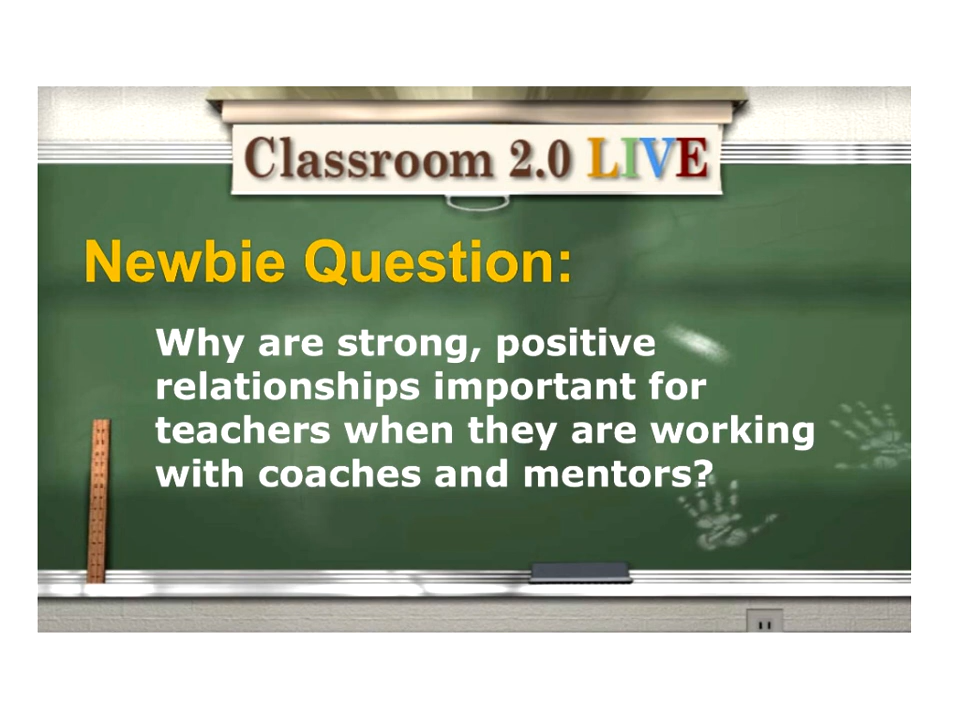 Classroom 2.0 LIVE
Newbie Question:
Why are strong, positive
relationships important for
teachers when they are working
with coaches and mentors?